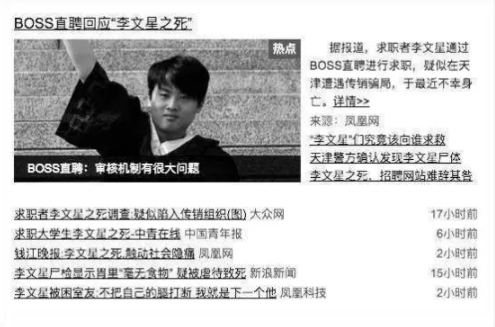 BOSS直聘回应“李文星之死”
热点
BOSS直聘：审核机制有很大问题
据报道，求职者李文星通过
BOSS直聘进行求职，疑似在天
津遭遇传销骗局，于最近不幸身
亡。详情>>
来源：凤凰网
“李文星”们究竟该向谁求救
天津警方确认发现李文星尸体
李文星之死，招聘网站难辞其咎
求职者李文星之死调查:疑似陷入传销组织(图) 大众网 17小时前
求职大学生李文星之死-中青在线 中国青年报 6小时前
钱江晚报:李文星之死,触动社会隐痛 凤凰网 2小时前
李文星尸检显示胃里“毫无食物” 疑被虐待致死 新浪新闻 15小时前
李文星被困室友:不把自己的腿打断 我就是下一个他 凤凰科技 2小时前